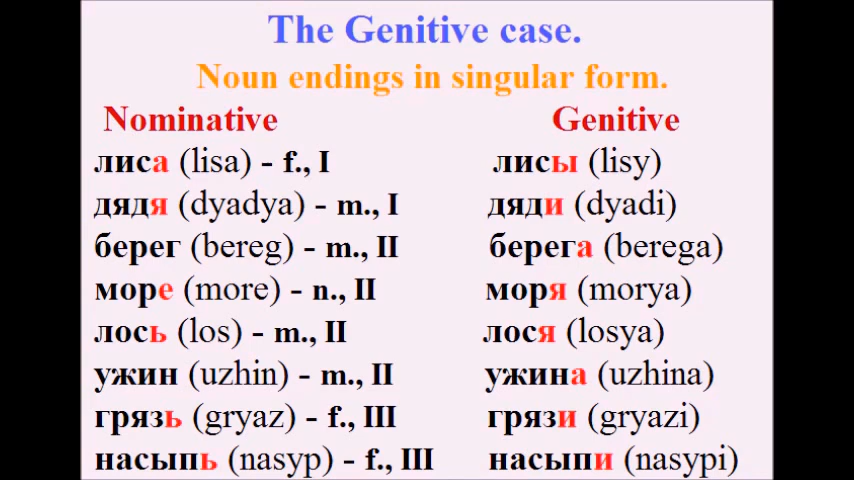 The Genitive case.
Noun endings in singular form.
Nominative Genitive
лиса (lisa) - f., I лисы (lisy)
дядя (dyadya) - m., I дяди (dyadi)
берег (bereg) - m., II берега (berega)
море (more) - n., II моря (morya)
лось (los) - m., II лося (losya)
ужин (uzhin) - m., II ужина (uzhina)
грязь (gryaz) - f., III грязи (gryazi)
насыпь (nasyp) - f., III насыпи (nasypi)